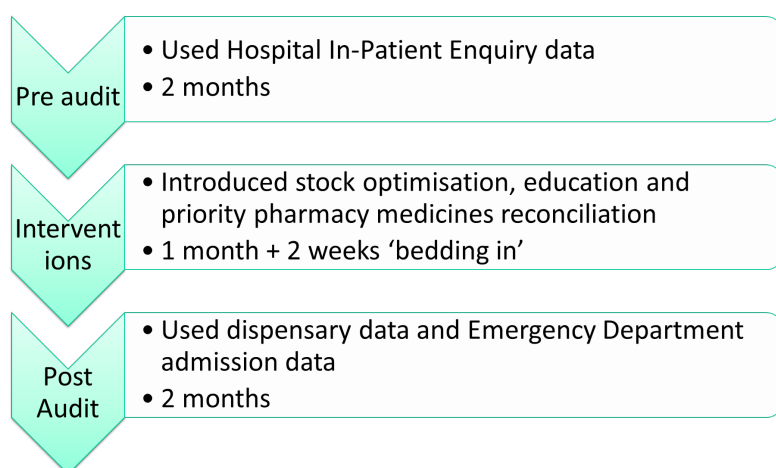 Pre audit
• Used Hospital In-Patient Enquiry data
• 2 months
Intervent
ions
• Introduced stock optimisation, education and
priority pharmacy medicines reconciliation
• 1 month + 2 weeks ‘bedding in’
Post
Audit
• Used dispensary data and Emergency Department
admission data
• 2 months